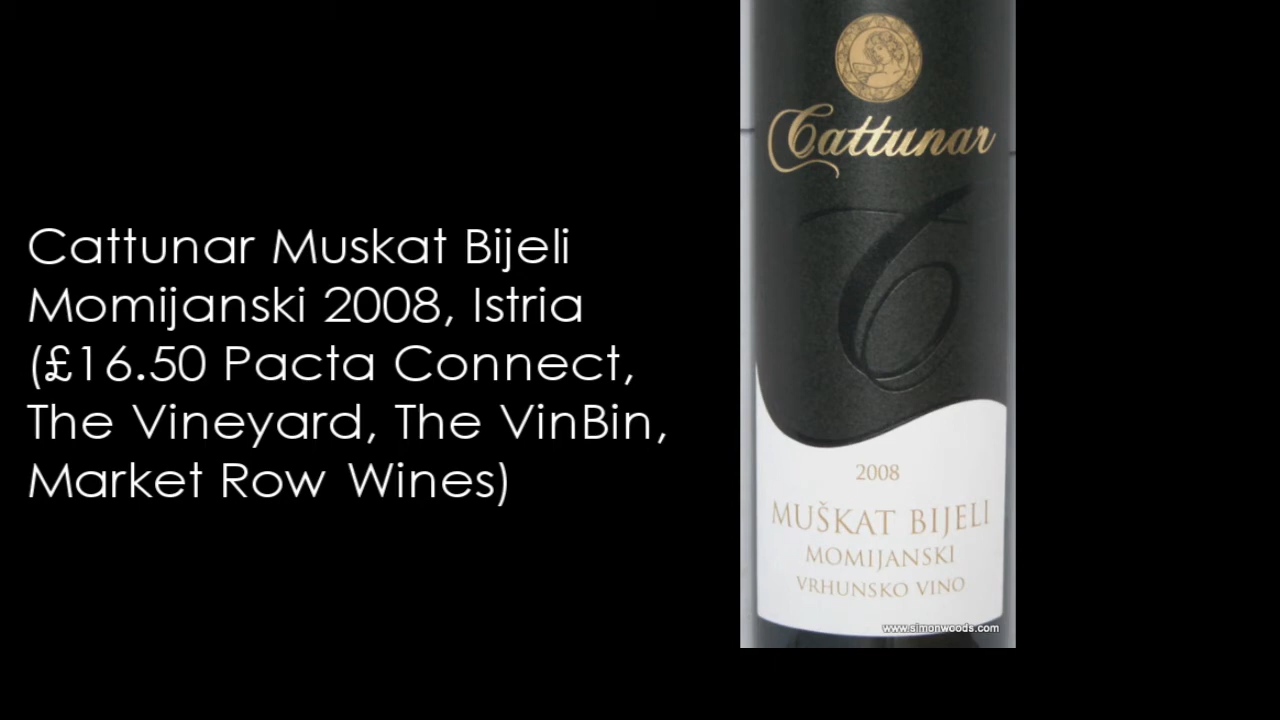 Cattunar Muskat Bijeli
Momijanski 2008, Istria
(£16.50 Pacta Connect,
The Vineyard, The VinBin,
Market Row Wines)
Cattunar
C
2008
MUŠKAT BIJELI
MOMIJANSKI
VRHUNSKO VINO
www.simonwoods.com